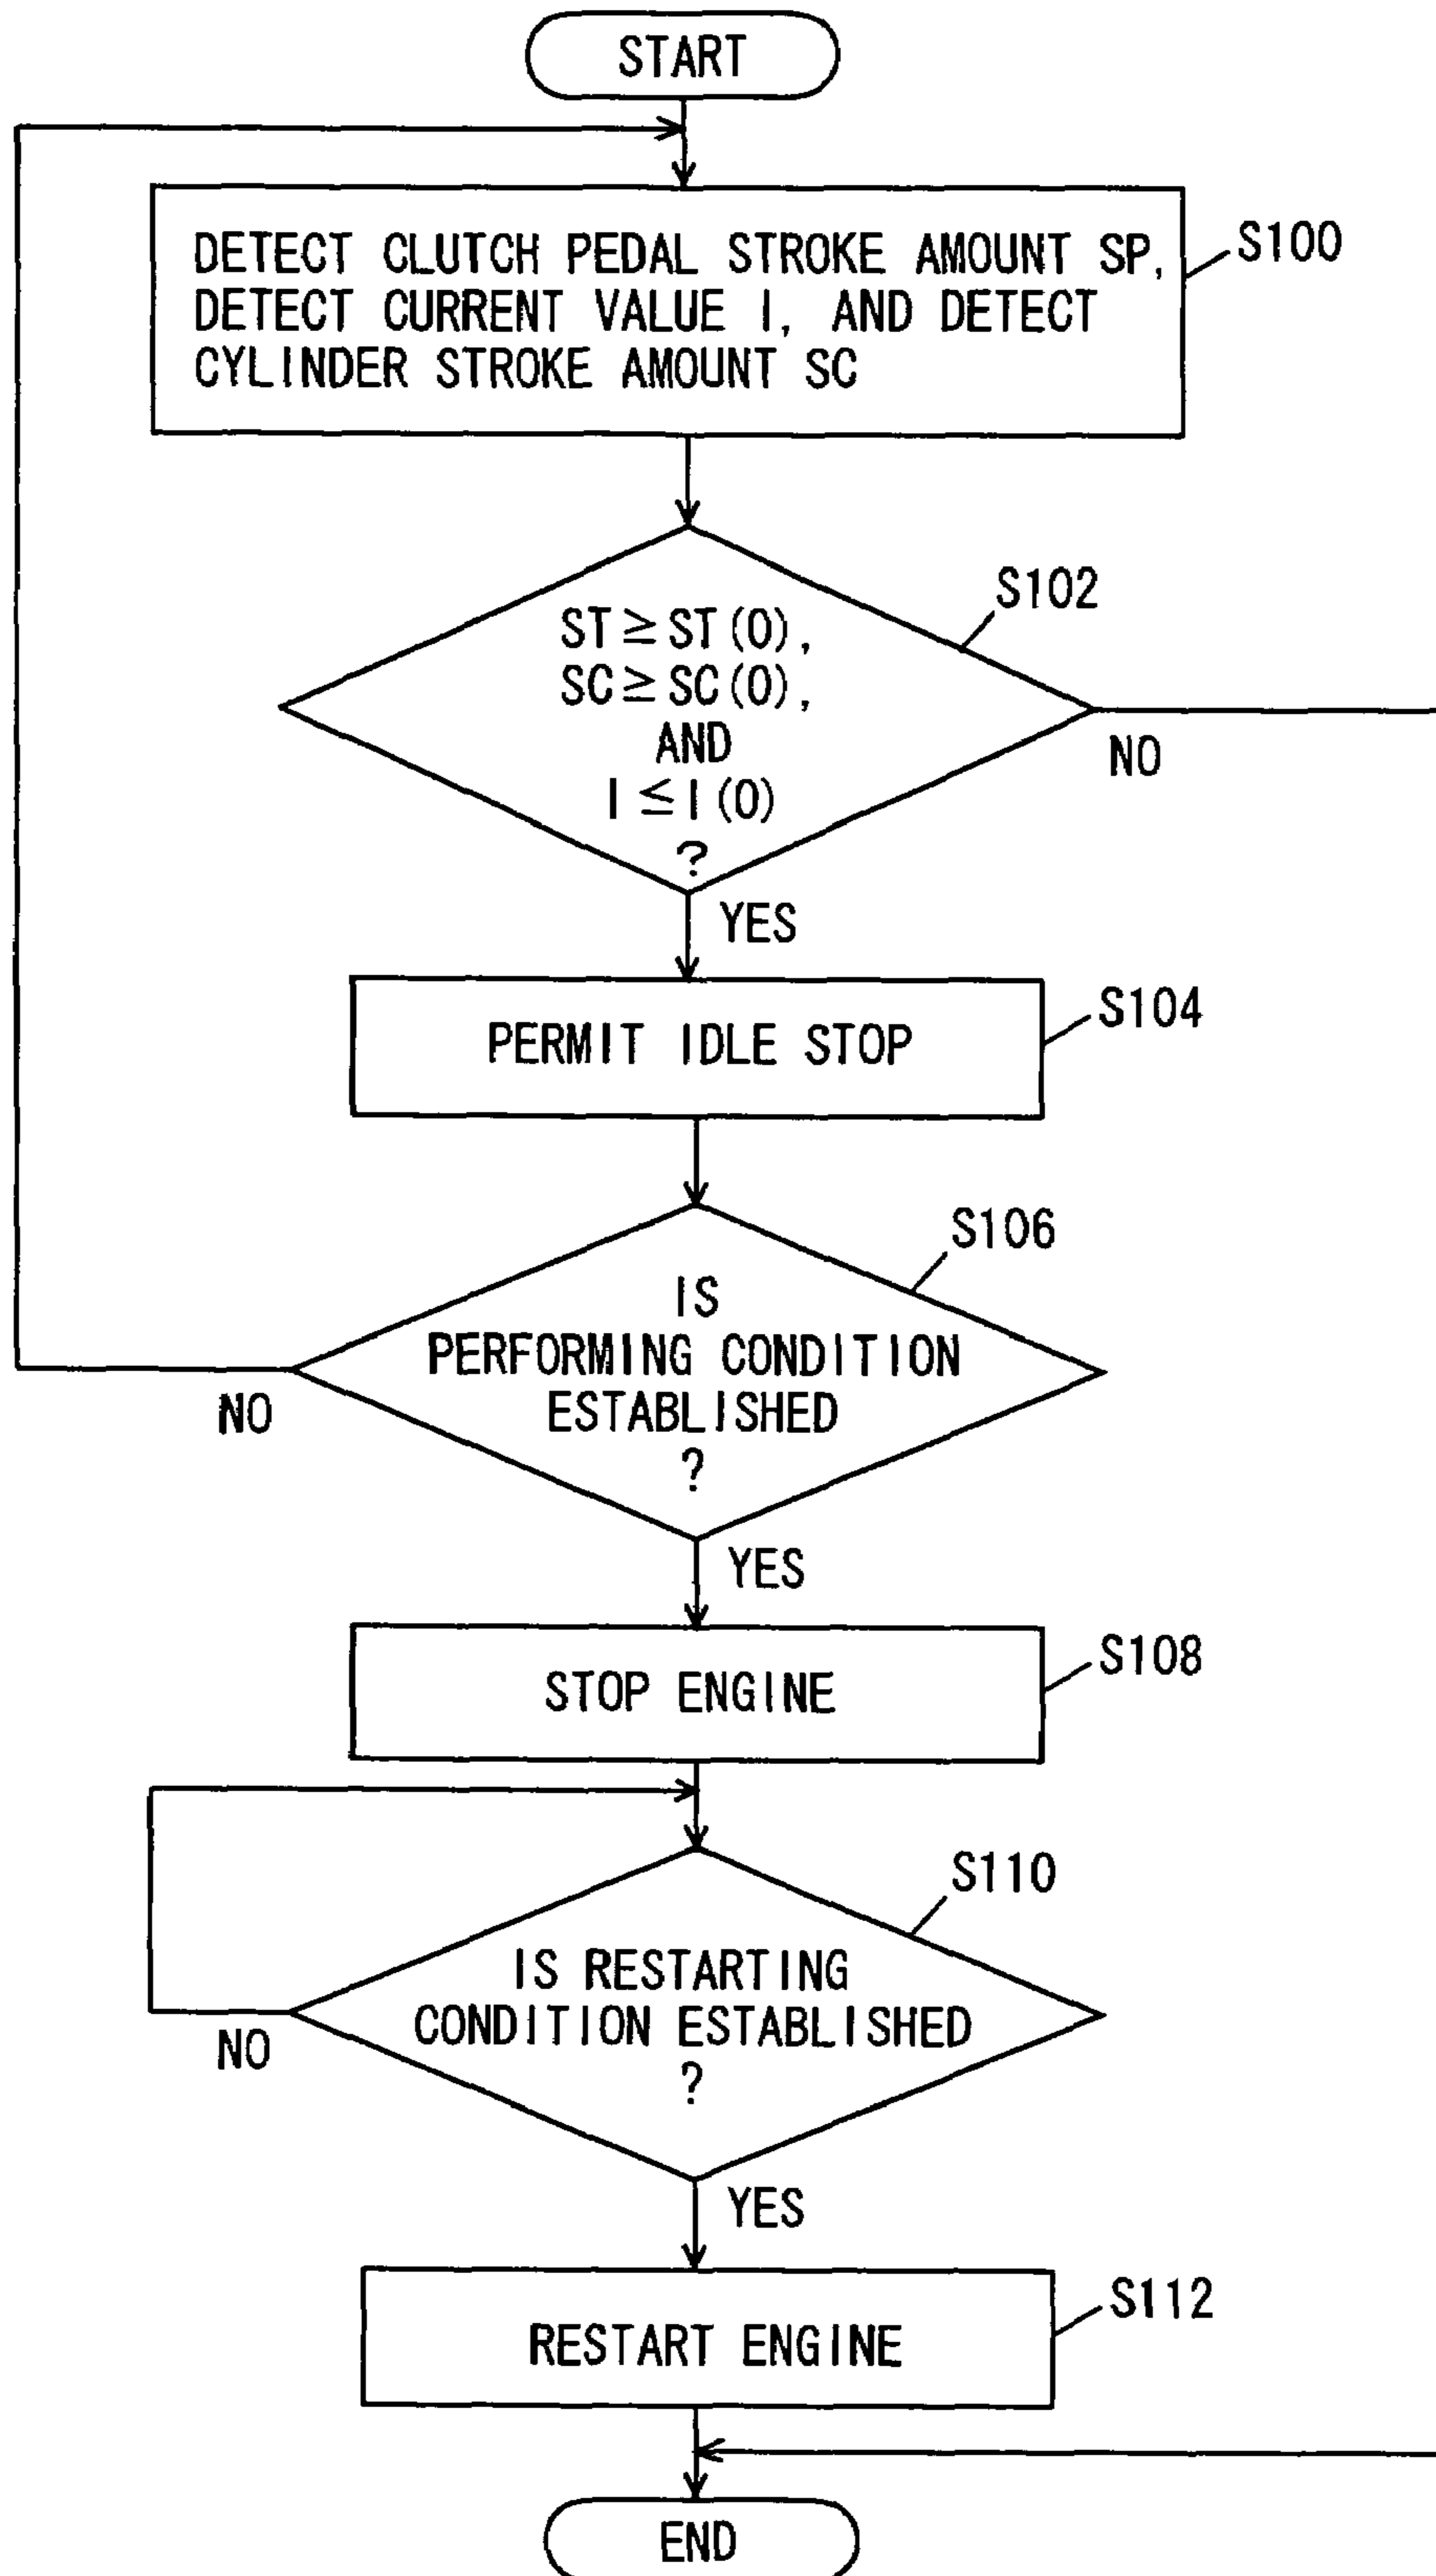 START
DETECT CLUTCH PEDAL STROKE AMOUNT SP,
DETECT CURRENT VALUE I, AND DETECT
CYLINDER STROKE AMOUNT SC
S100
S102
ST≧ST(0),
SC≧SC(0),
AND
I≦I(0)
?
NO
YES
PERMIT IDLE STOP
S104
S106
IS
PERFORMING CONDITION
ESTABLISHED
?
NO
YES
STOP ENGINE
S108
S110
IS RESTARTING
CONDITION ESTABLISHED
?
NO
YES
RESTART ENGINE
S112
END